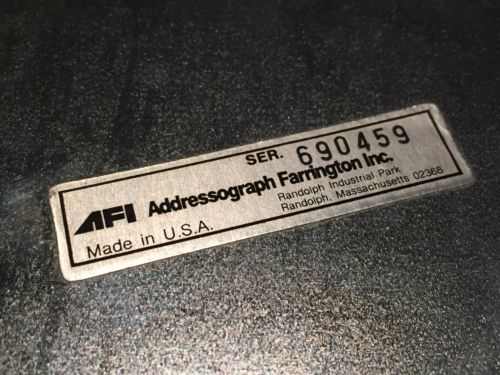 SER. 690459
AFI Addressograph Farrington Inc.
Randolph Industrial Park
Randolph, Massachusetts 02368
Made in U.S.A.